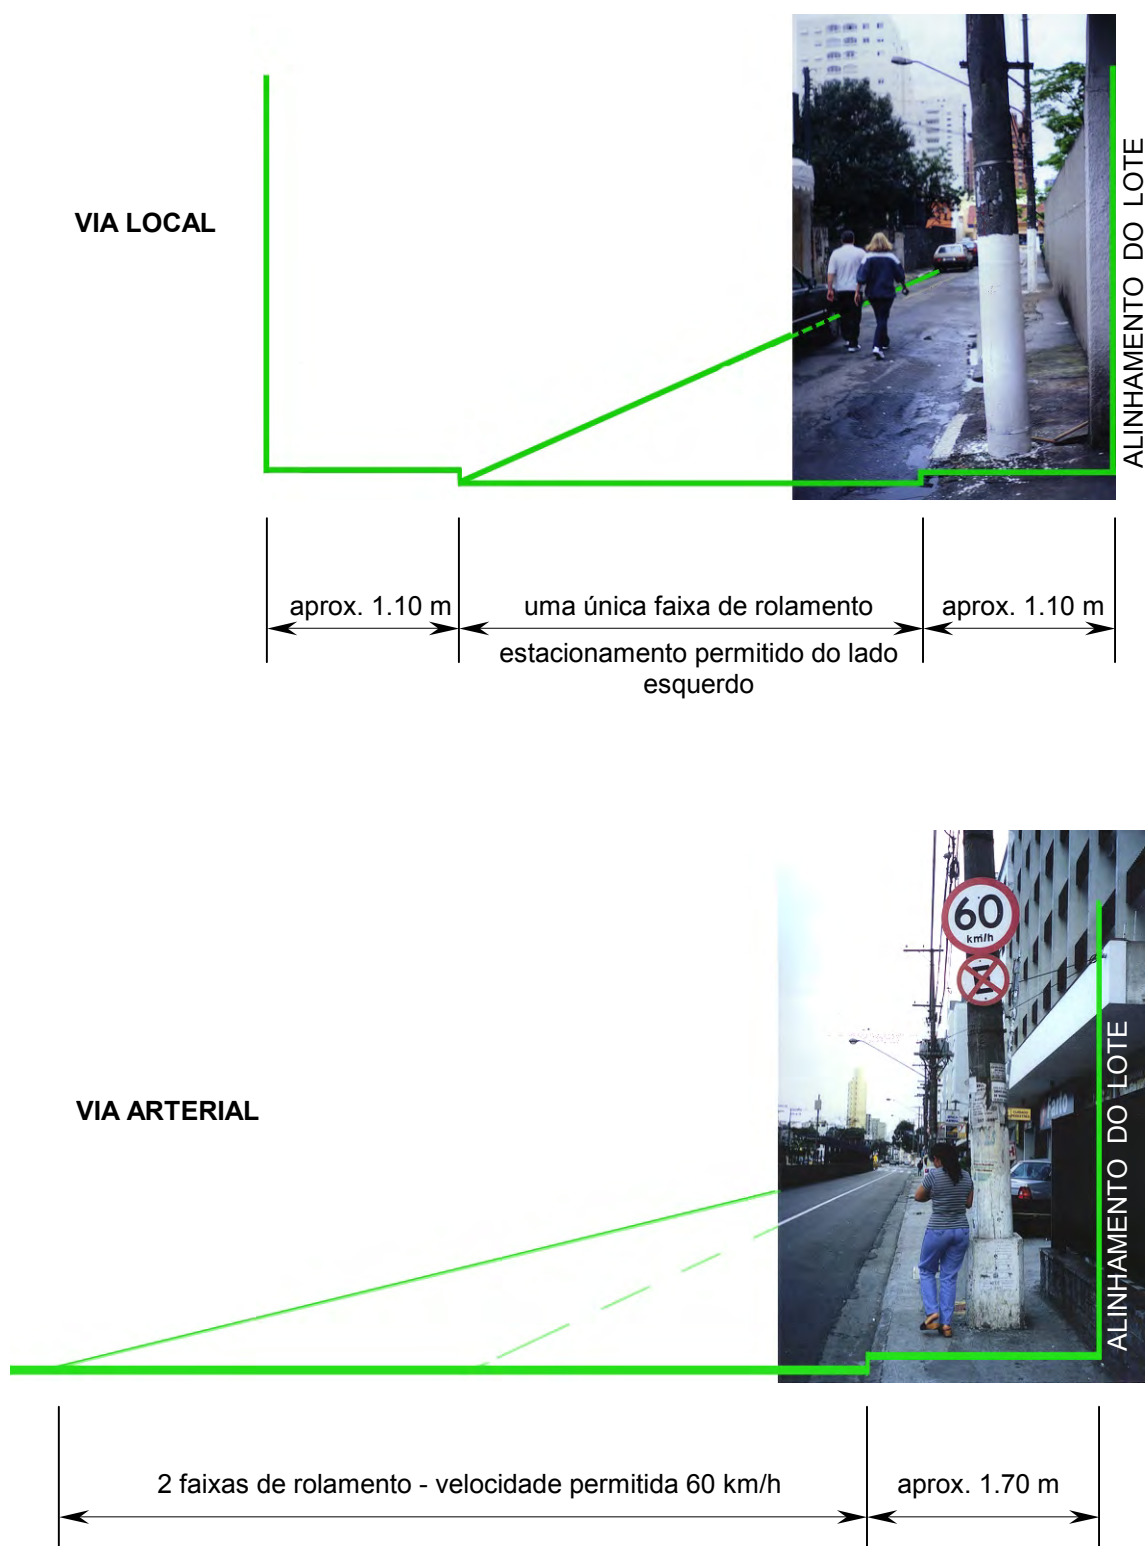 VIA LOCAL
ALINHAMENTO DO LOTE
aprox. 1.10 m
uma única faixa de rolamento
aprox. 1.10 m
estacionamento permitido do lado
esquerdo
60
km/h
VIA ARTERIAL
ALINHAMENTO DO LOTE
2 faixas de rolamento - velocidade permitida 60 km/h
aprox. 1.70 m